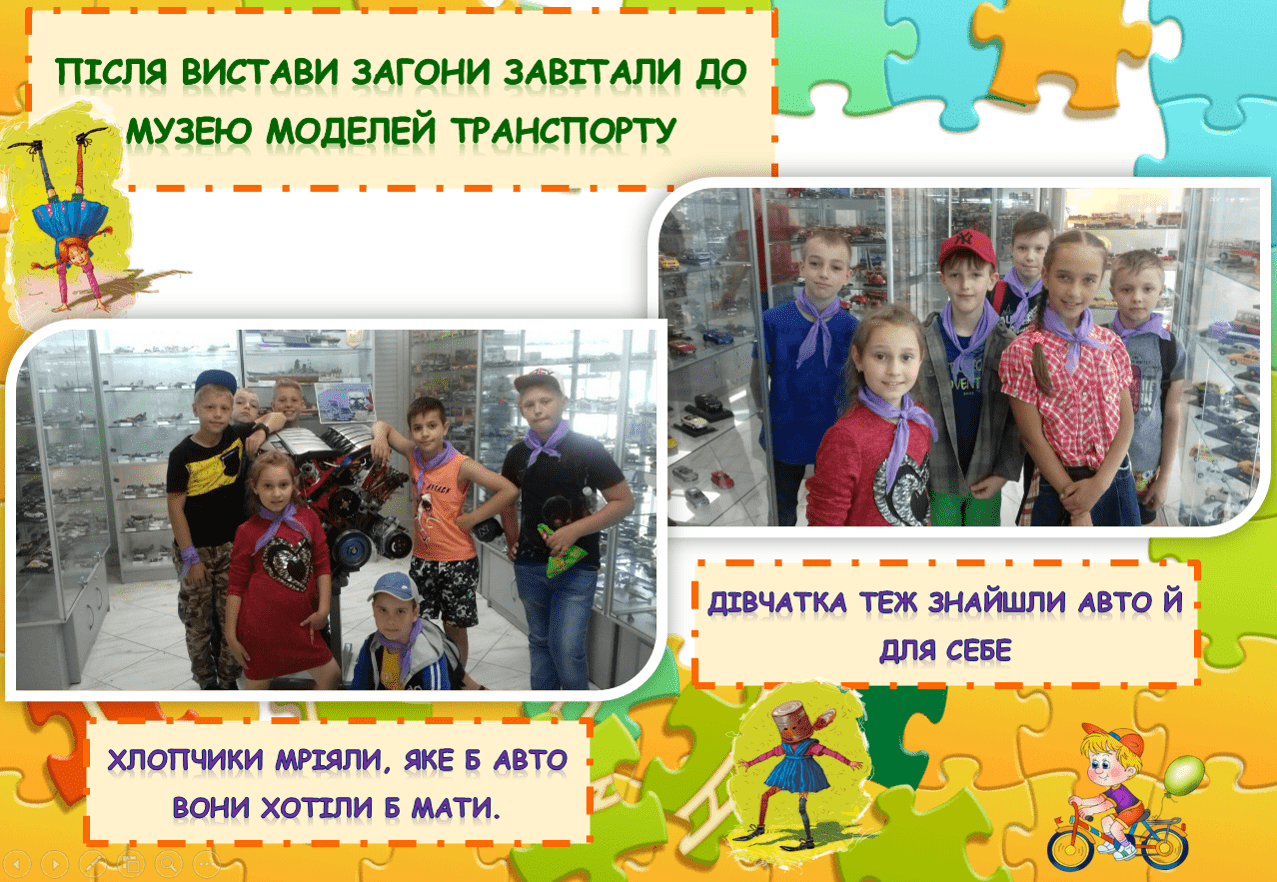 ПІСЛЯ ВИСТАВИ ЗАГОНИ ЗАВІТАЛИ ДО
МУЗЕЮ МОДЕЛЕЙ ТРАНСПОРТУ
ДІВЧАТКА ТЕЖ ЗНАЙШЛИ АВТО Й
ДЛЯ СЕБЕ
ХЛОПЧИКИ МРІЯЛИ, ЯКЕ Б АВТО
ВОНИ ХОТІЛИ Б МАТИ.